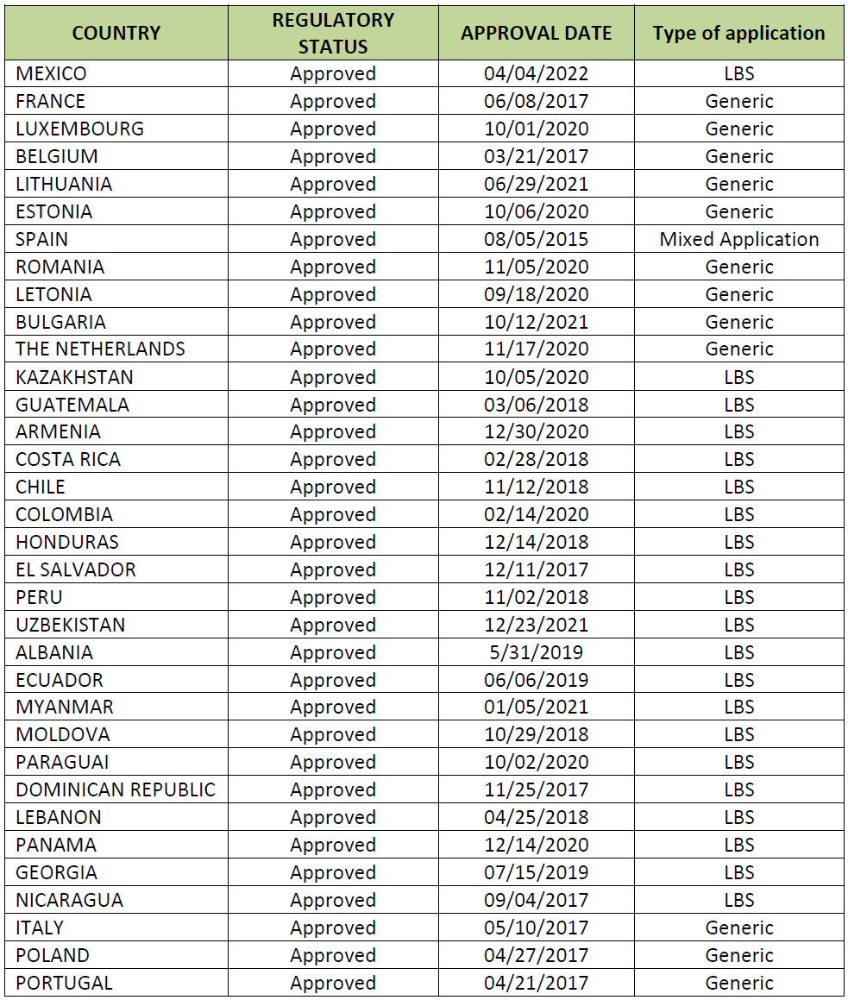 COUNTRY REGULATORY STATUS APPROVAL DATE Type of application
MEXICO Approved 04/04/2022 LBS
FRANCE Approved 06/08/2017 Generic
LUXEMBOURG Approved 10/01/2020 Generic
BELGIUM Approved 03/21/2017 Generic
LITHUANIA Approved 06/29/2021 Generic
ESTONIA Approved 10/06/2020 Generic
SPAIN Approved 08/05/2015 Mixed Application
ROMANIA Approved 11/05/2020 Generic
LETONIA Approved 09/18/2020 Generic
BULGARIA Approved 10/12/2021 Generic
THE NETHERLANDS Approved 11/17/2020 Generic
KAZAKHSTAN Approved 10/05/2020 LBS
GUATEMALA Approved 03/06/2018 LBS
ARMENIA Approved 12/30/2020 LBS
COSTA RICA Approved 02/28/2018 LBS
CHILE Approved 11/12/2018 LBS
COLOMBIA Approved 02/14/2020 LBS
HONDURAS Approved 12/14/2018 LBS
EL SALVADOR Approved 12/11/2017 LBS
PERU Approved 11/02/2018 LBS
UZBEKISTAN Approved 12/23/2021 LBS
ALBANIA Approved 5/31/2019 LBS
ECUADOR Approved 06/06/2019 LBS
MYANMAR Approved 01/05/2021 LBS
MOLDOVA Approved 10/29/2018 LBS
PARAGUAI Approved 10/02/2020 LBS
DOMINICAN REPUBLIC Approved 11/25/2017 LBS
LEBANON Approved 04/25/2018 LBS
PANAMA Approved 12/14/2020 LBS
GEORGIA Approved 07/15/2019 LBS
NICARAGUA Approved 09/04/2017 LBS
ITALY Approved 05/10/2017 Generic
POLAND Approved 04/27/2017 Generic
PORTUGAL Approved 04/21/2017 Generic